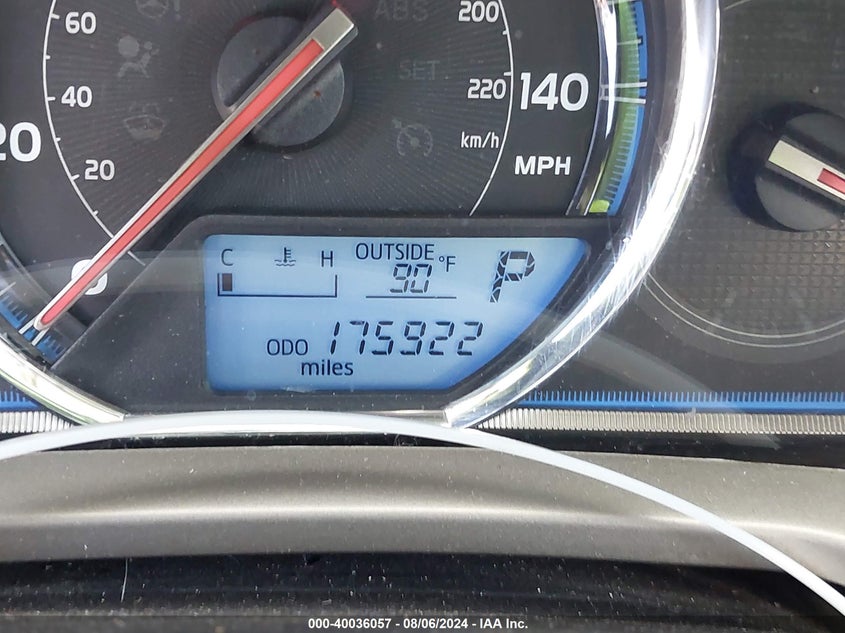 60
ABS
200
40
SET
220
140
20
20
km/h
MPH
0
C H OUTSIDE
90 °F P
ODO 175922
miles
000-40036057 - 08/06/2024 - IAA Inc.